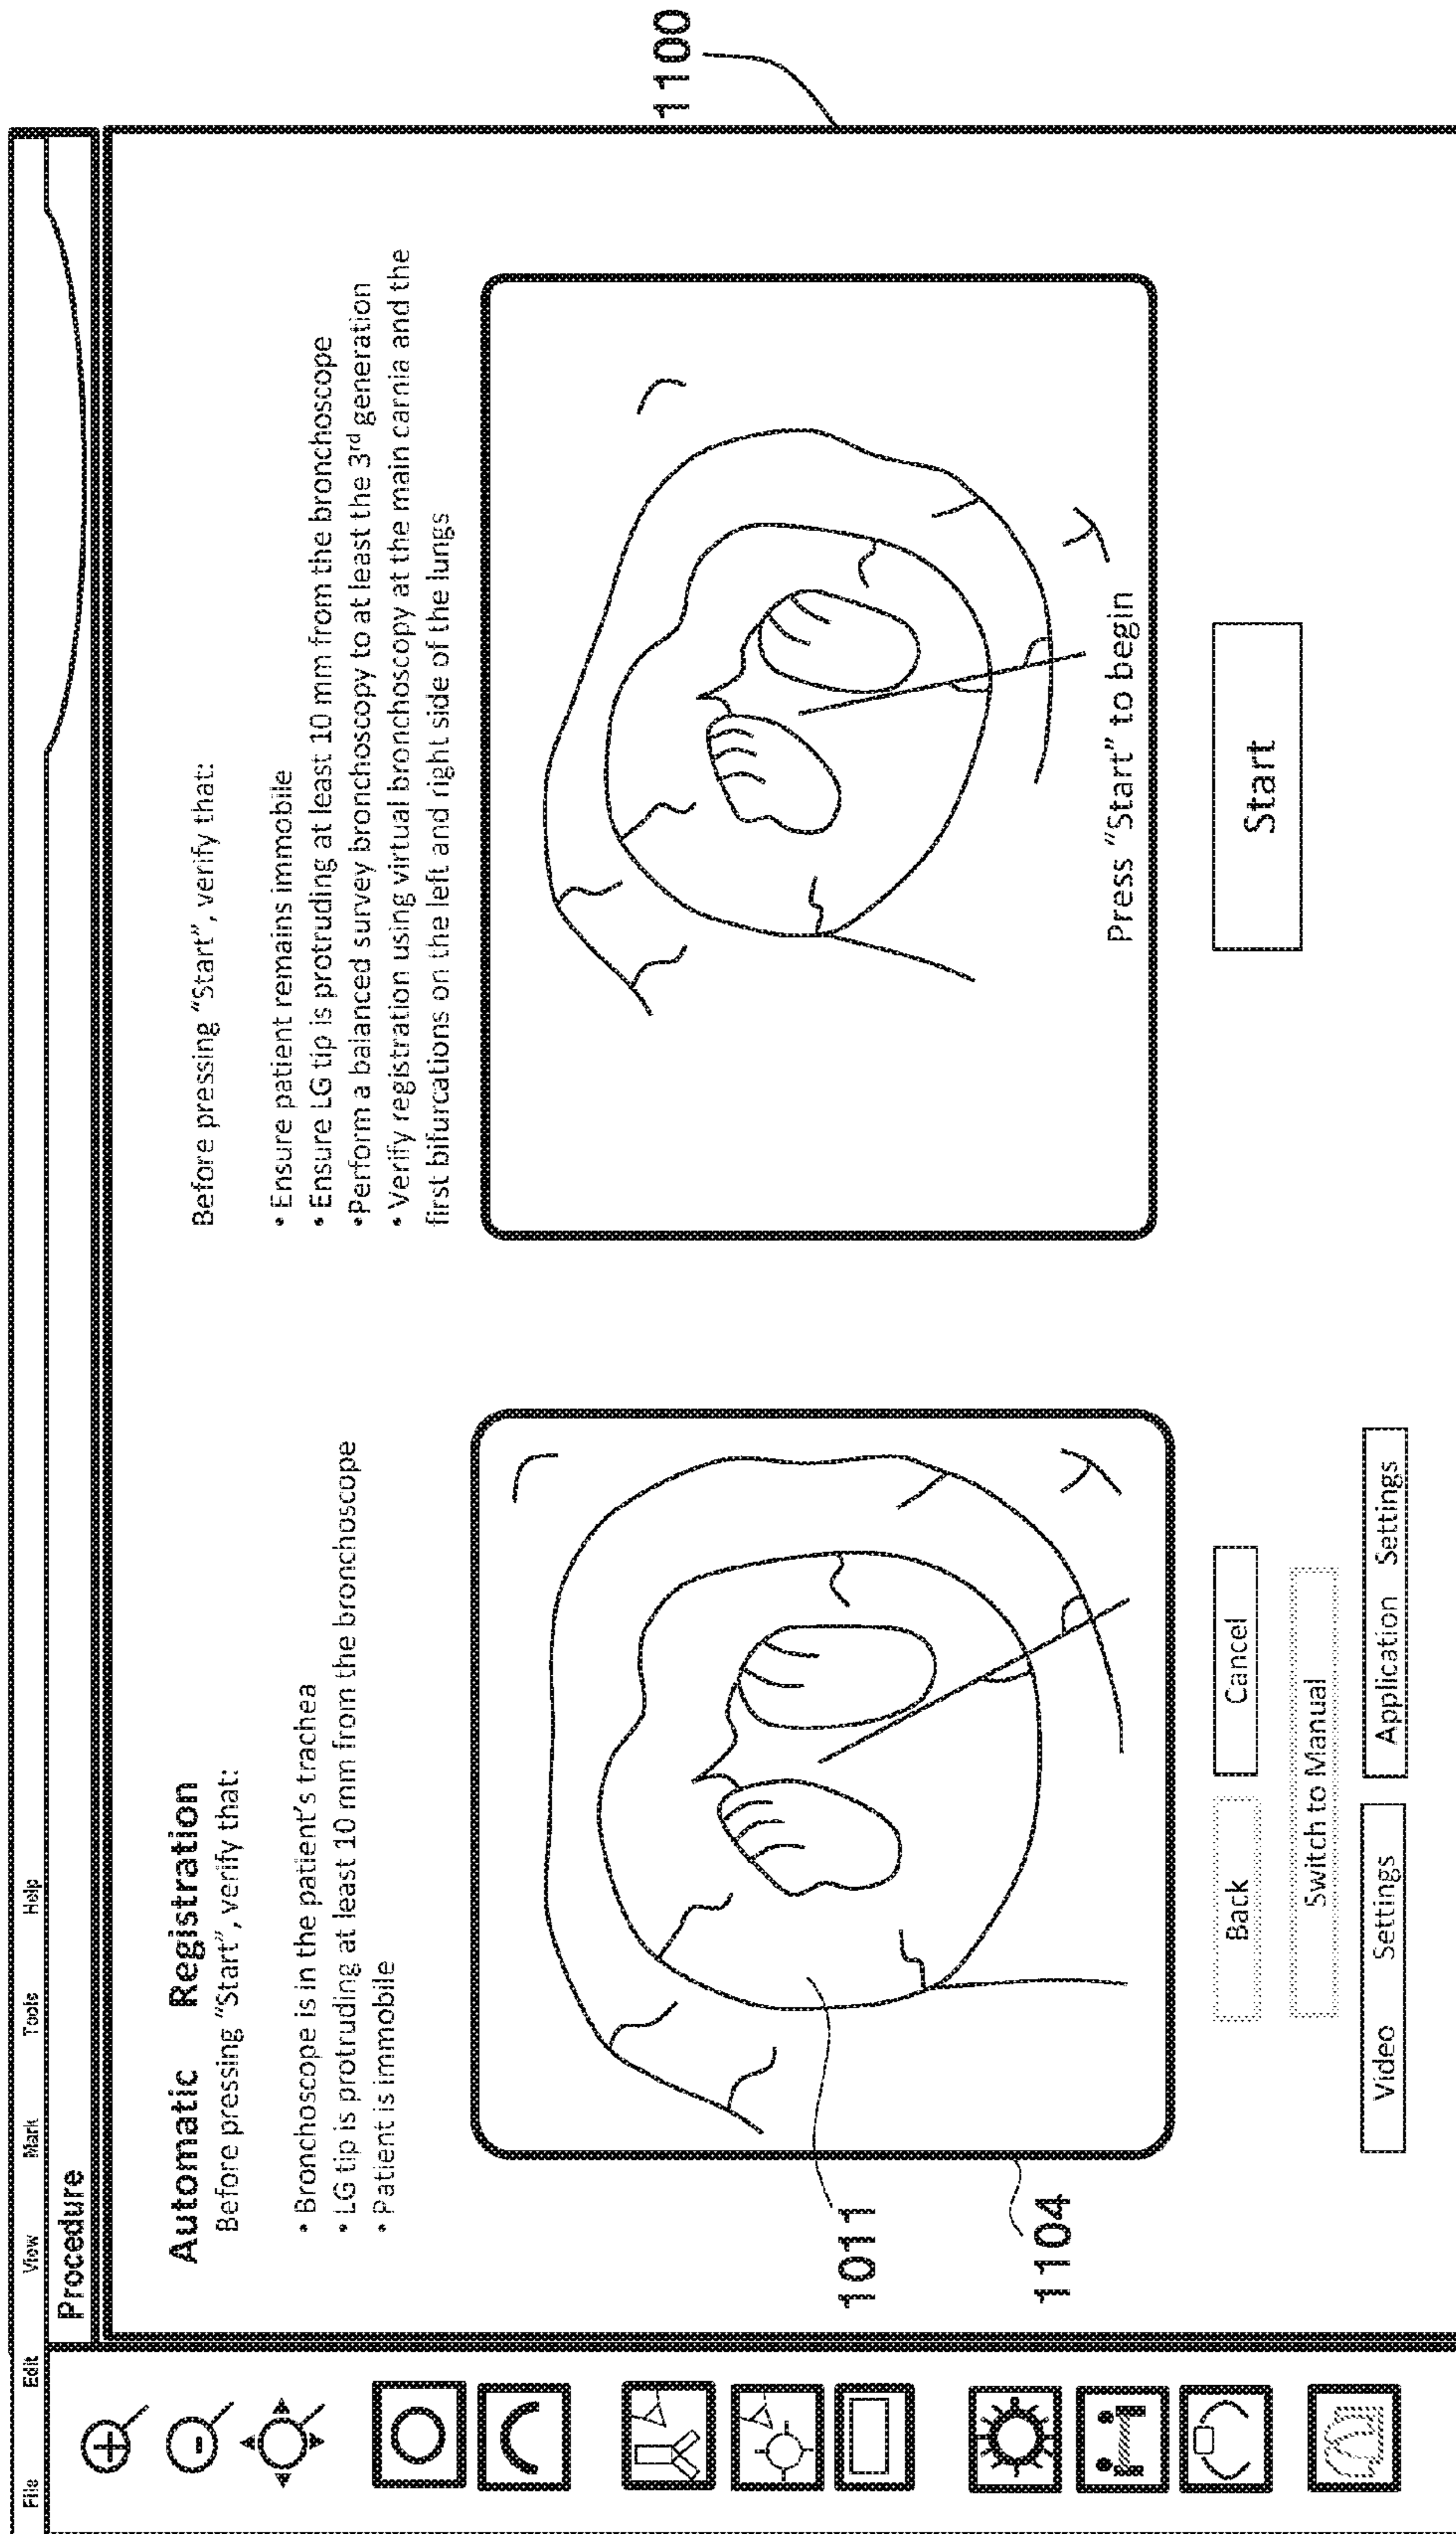 File Edit View Mark Tools Help
Procedure
Automatic Registration
Before pressing "Start", verify that:
• Bronchoscope is in the patient's trachea
• LG tip is protruding at least 10 mm from the bronchoscope
• Patient is immobile
1011
1104
Back Cancel
Switch to Manual
Video Settings Application Settings
Before pressing "Start", verify that:
• Ensure patient remains immobile
• Ensure LG tip is protruding at least 10 mm from the bronchoscope
•Perform a balanced survey bronchoscopy to at least the 3rd generation
• Verify registration using virtual bronchoscopy at the main carnia and the
first bifurcations on the left and right side of the lungs
Press "Start" to begin
Start
1100